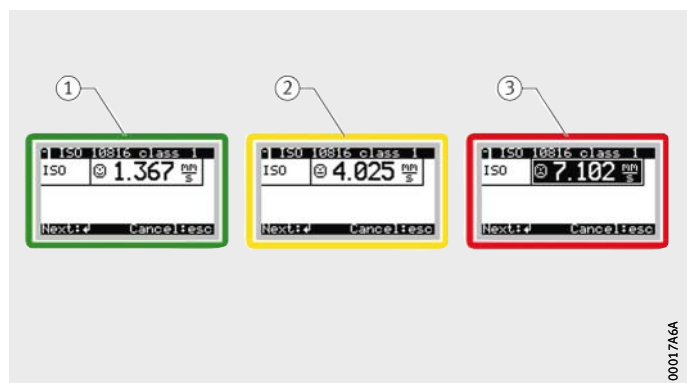 1 2 3
ISO 10816 class 1
ISO 1.367 mm/s
Next:↲ Cancel:esc
ISO 10816 class 1
ISO 4.025 mm/s
Next:↲ Cancel:esc
ISO 10816 class 1
ISO 7.102 mm/s
Next:↲ Cancel:esc
00017A6A